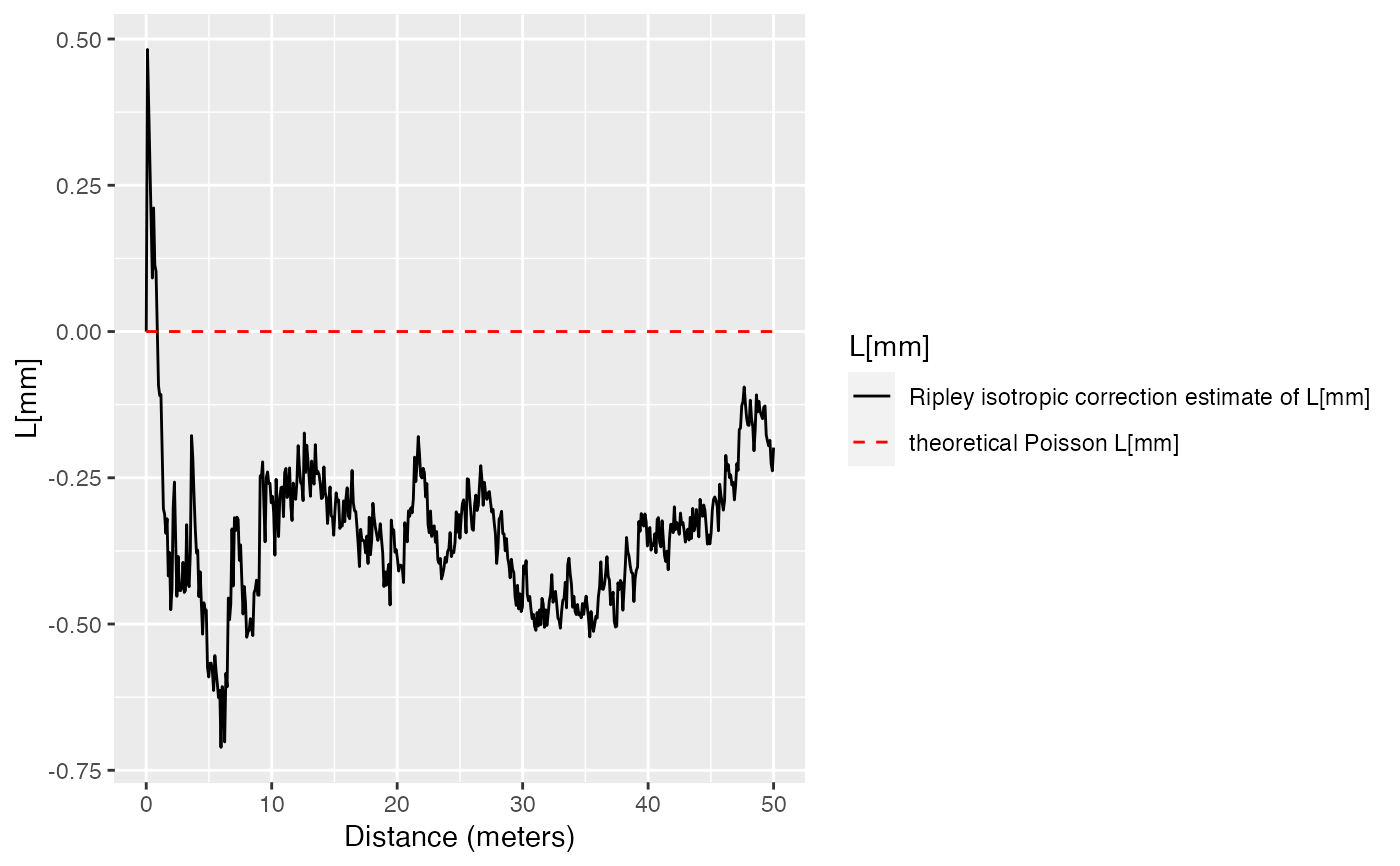 0.50
0.25
0.00
-0.25
-0.50
-0.75
L[mm]
0
10
20
30
40
50
Distance (meters)
L[mm]
Ripley isotropic correction estimate of L[mm]
theoretical Poisson L[mm]